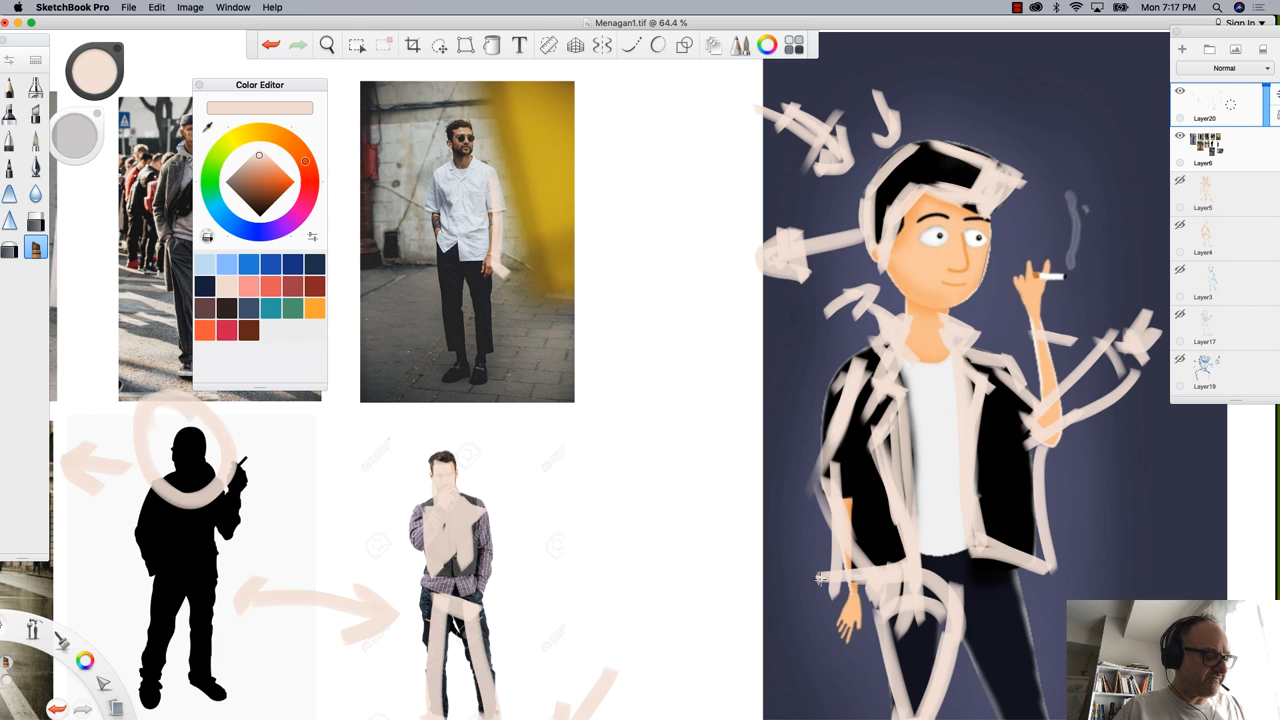 SketchBook Pro File Edit Image Window Help Mon 7:17 PM
Menagan1.tif @ 64.4 % Sign In
Color Editor
Normal
Layer20
Layer6
Layer5
Layer4
Layer3
Layer17
Layer19